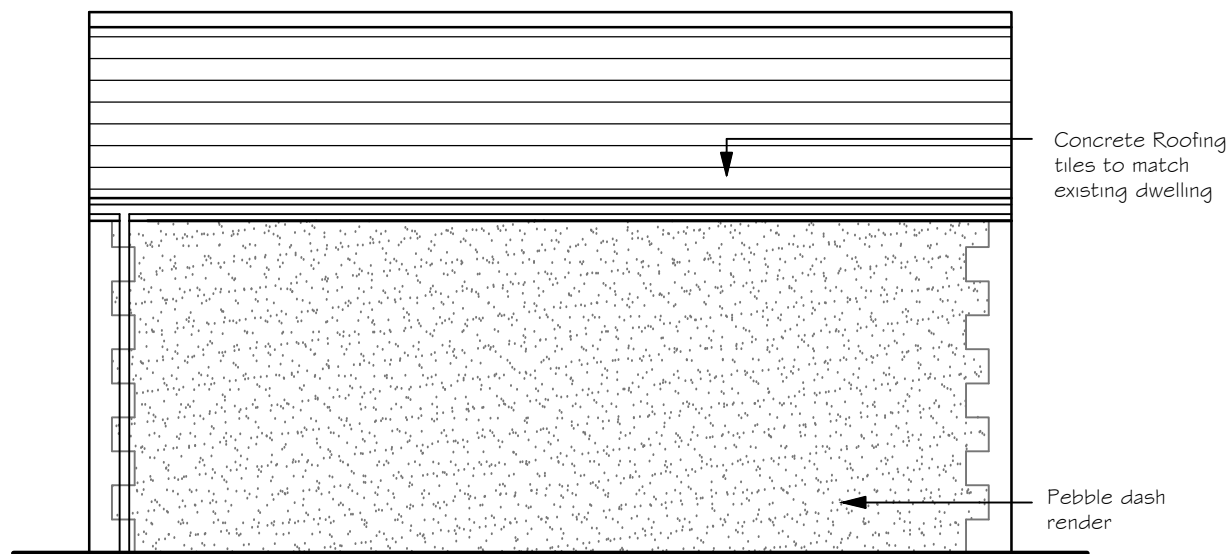 Concrete Roofing
tiles to match
existing dwelling
Pebble dash
render